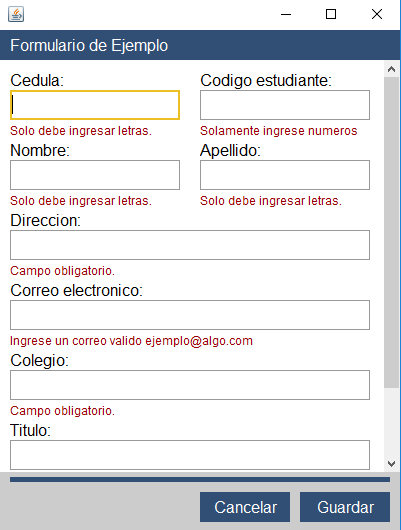 Formulario de Ejemplo
Cedula: Codigo estudiante:
Solo debe ingresar letras. Solamente ingrese numeros
Nombre: Apellido:
Solo debe ingresar letras. Solo debe ingresar letras.
Direccion:
Campo obligatorio.
Correo electronico:
Ingrese un correo valido ejemplo@algo.com
Colegio:
Campo obligatorio.
Titulo:
Cancelar Guardar